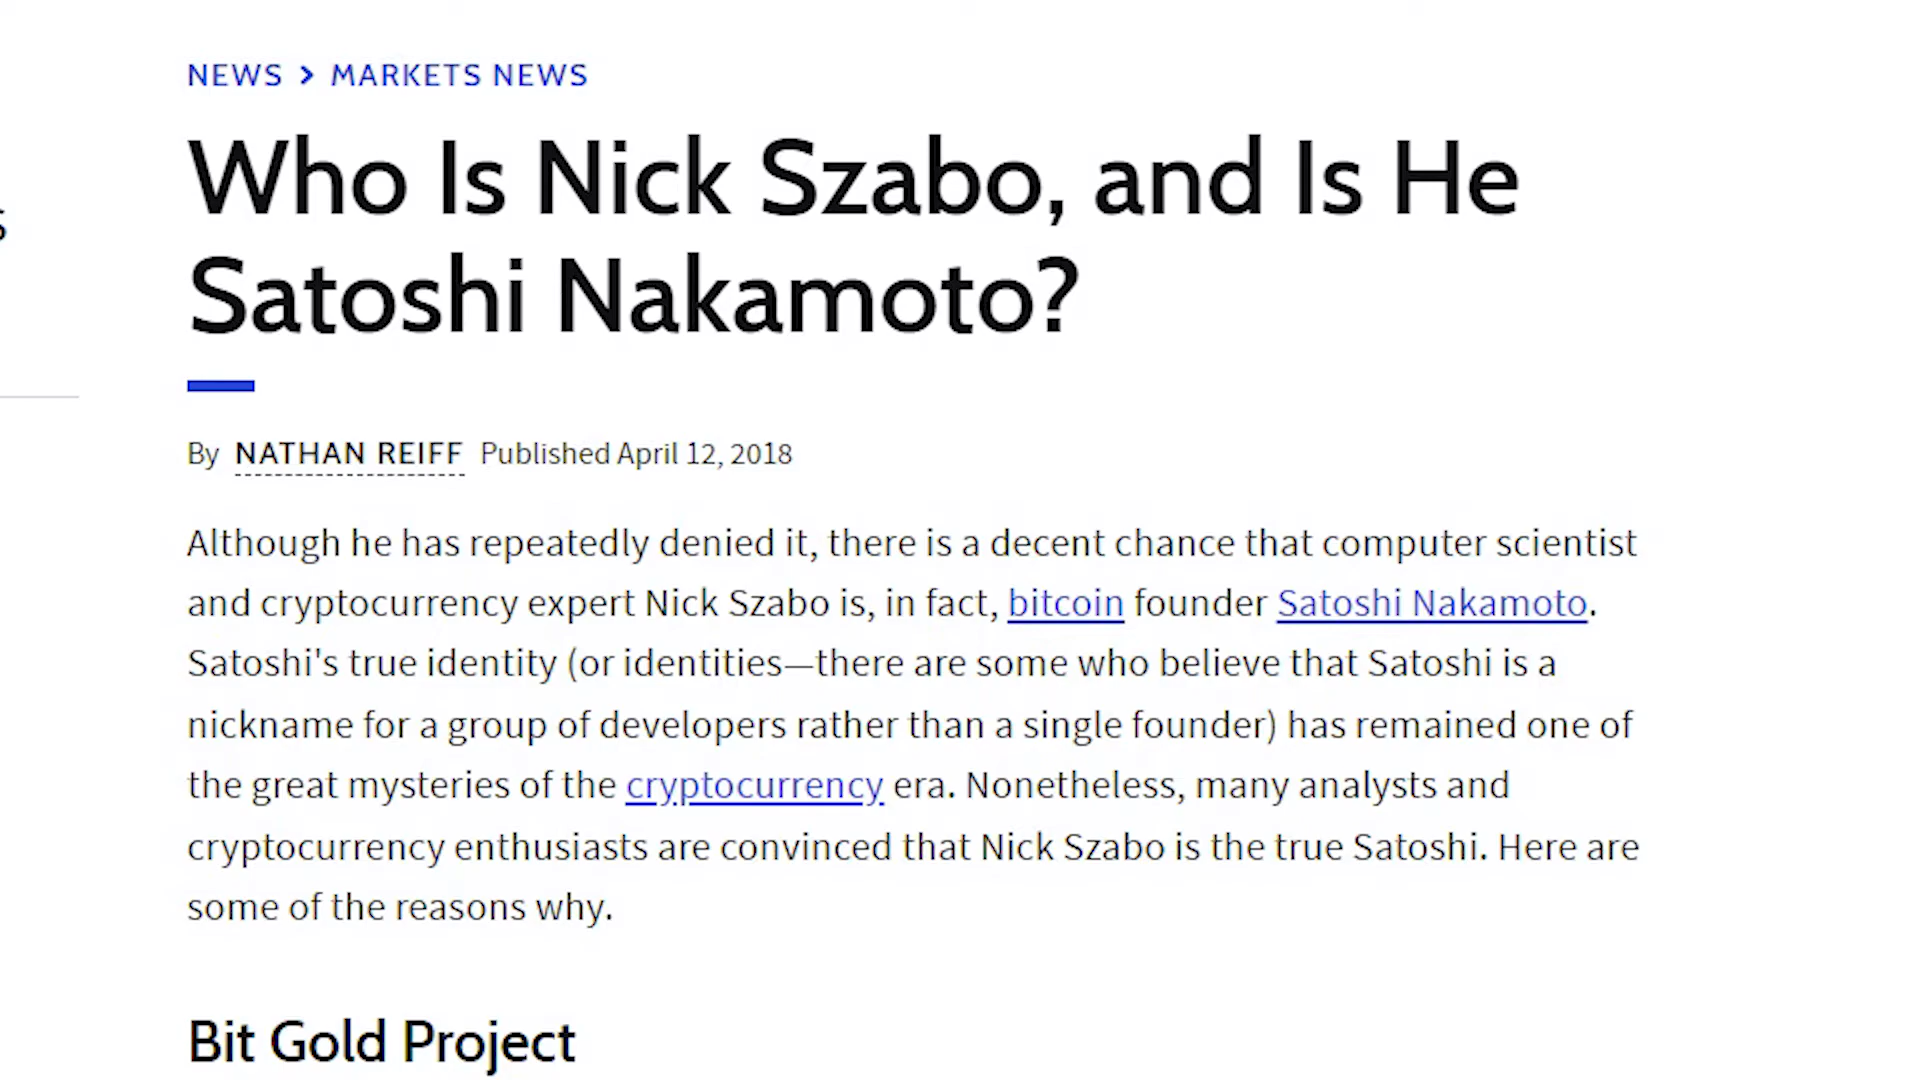 NEWS > MARKETS NEWS
Who Is Nick Szabo, and Is He
Satoshi Nakamoto?
By NATHAN REIFF Published April 12, 2018
Although he has repeatedly denied it, there is a decent chance that computer scientist
and cryptocurrency expert Nick Szabo is, in fact, bitcoin founder Satoshi Nakamoto.
Satoshi's true identity (or identities—there are some who believe that Satoshi is a
nickname for a group of developers rather than a single founder) has remained one of
the great mysteries of the cryptocurrency era. Nonetheless, many analysts and
cryptocurrency enthusiasts are convinced that Nick Szabo is the true Satoshi. Here are
some of the reasons why.
Bit Gold Project